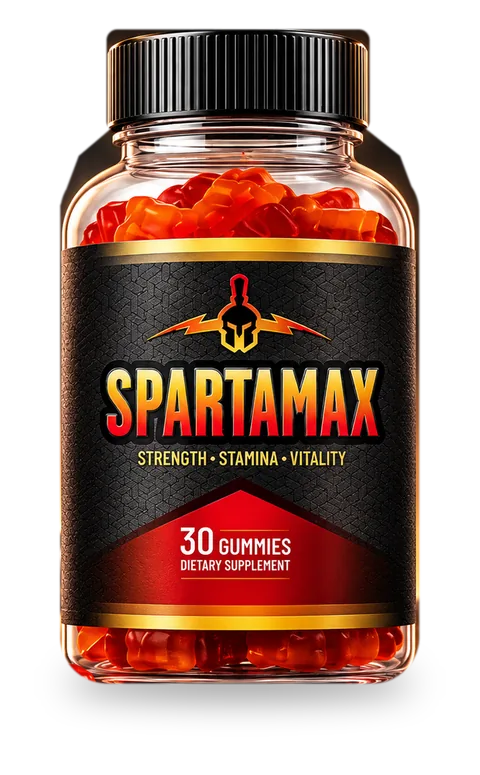 SPARTAMAX
STRENGTH • STAMINA • VITALITY
30 GUMMIES
DIETARY SUPPLEMENT